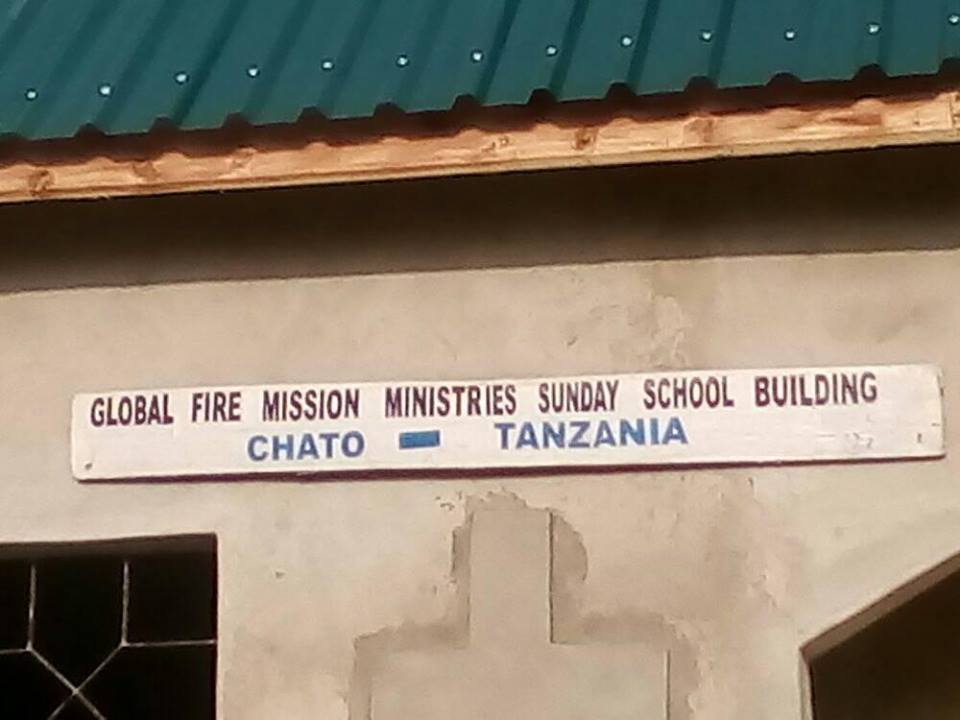 GLOBAL FIRE MISSION MINISTRIES SUNDAY SCHOOL BUILDING
CHATO - TANZANIA